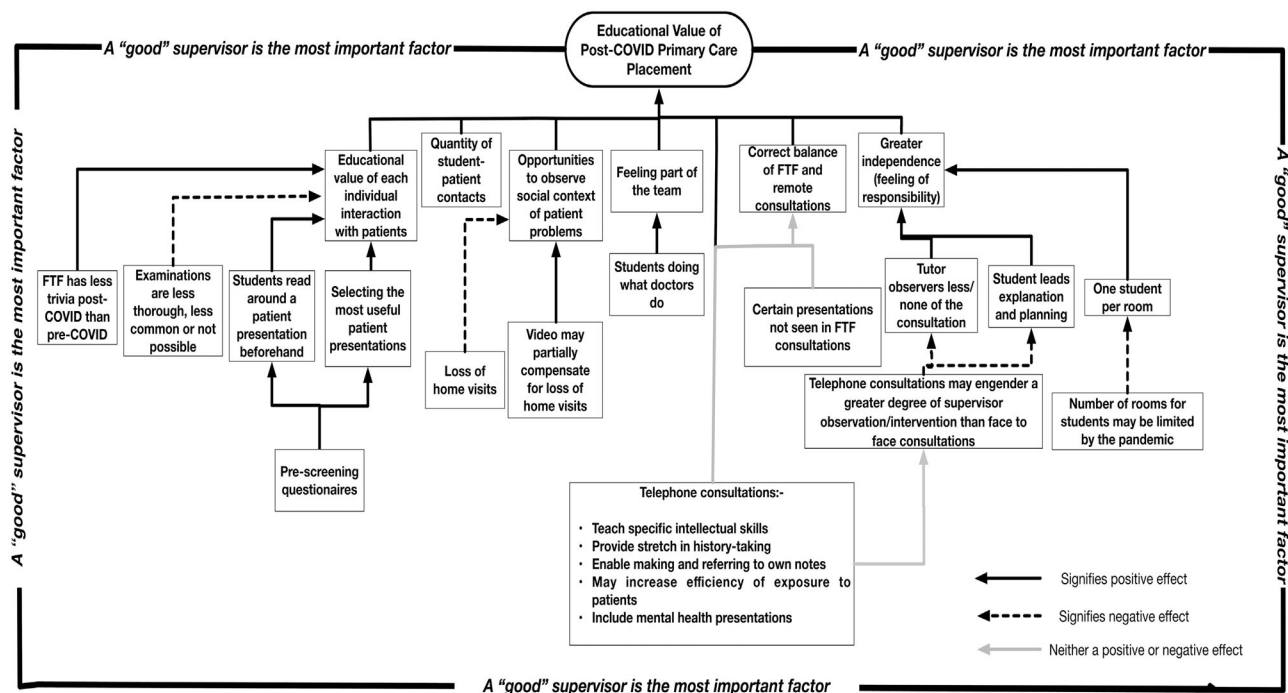 Educational Value of
Post-COVID Primary Care
Placement
A “good” supervisor is the most important factor
A “good” supervisor is the most important factor
A “good” supervisor is the most important factor
A “good” supervisor is the most important factor
Educational
value of each
individual
interaction
with patients
Quantity of
student-
patient
contacts
Opportunities
to observe
social context
of patient
problems
Feeling part
of the team
Correct balance
of FTF and
remote
consultations
Greater
independence
(feeling of
responsibility)
FTF has less
trivia post-
COVID than
pre-COVID
Examinations
are less
thorough, less
common or not
possible
Students read
around a
patient
presentation
beforehand
Selecting the
most useful
patient
presentations
Loss of
home visits
Video may
partially
compensate
for loss of
home visits
Students doing
what doctors
do
Certain presentations
not seen in FTF
consultations
Tutor
observes less/
none of the
consultation
Student leads
explanation
and planning
One student
per room
Telephone consultations may engender a
greater degree of supervisor
observation/intervention than face to
face consultations
Number of rooms for
students may be limited
by the pandemic
Pre-screening
questionaires
Telephone consultations:-
· Teach specific intellectual skills
· Provide stretch in history-taking
· Enable making and referring to own notes
· May increase efficiency of exposure to
patients
· Include mental health presentations
Signifies positive effect
Signifies negative effect
Neither a positive or negative effect
A “good” supervisor is the most important factor